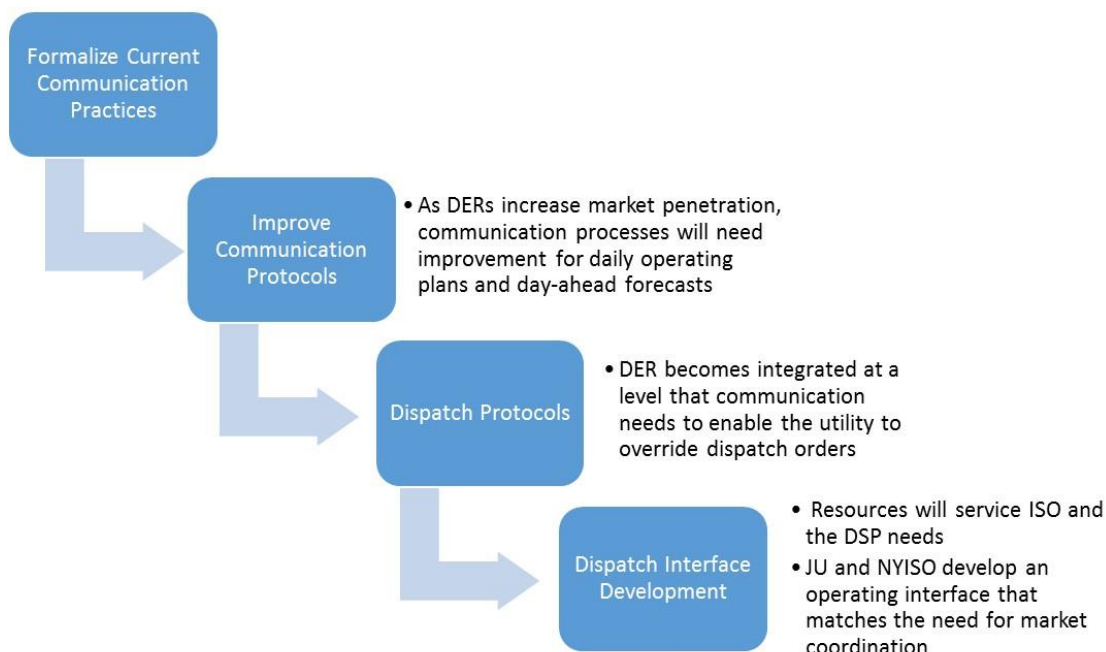 Formalize Current
Communication
Practices
Improve
Communication
Protocols
• As DERs increase market penetration,
communication processes will need
improvement for daily operating
plans and day-ahead forecasts
Dispatch Protocols
• DER becomes integrated at a
level that communication
needs to enable the utility to
override dispatch orders
Dispatch Interface
Development
• Resources will service ISO and
the DSP needs
• JU and NYISO develop an
operating interface that
matches the need for market
coordination